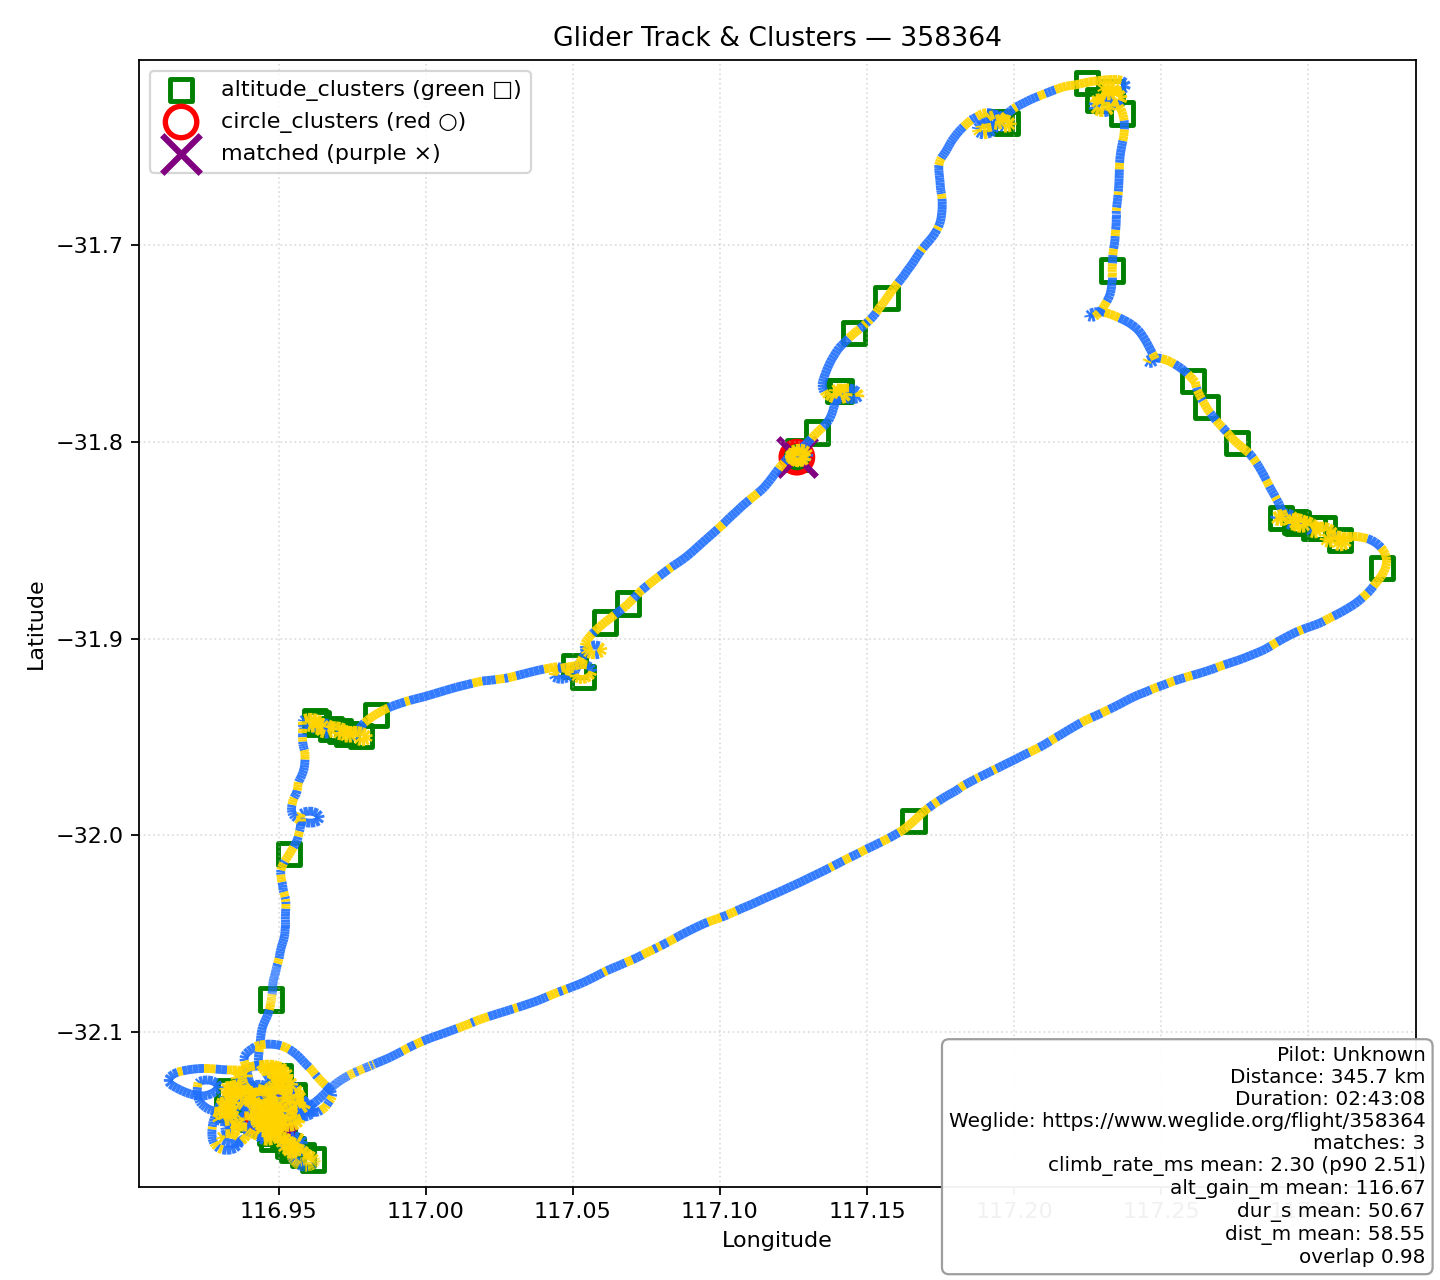 Glider Track & Clusters — 358364
altitude_clusters (green □)
circle_clusters (red ○)
matched (purple ×)
Latitude
−31.7
−31.8
−31.9
−32.0
−32.1
116.95
117.00
117.05
117.10
117.15
117.20
117.25
Longitude
Pilot: Unknown
Distance: 345.7 km
Duration: 02:43:08
Weglide: https://www.weglide.org/flight/358364
matches: 3
climb_rate_ms mean: 2.30 (p90 2.51)
alt_gain_m mean: 116.67
dur_s mean: 50.67
dist_m mean: 58.55
overlap 0.98